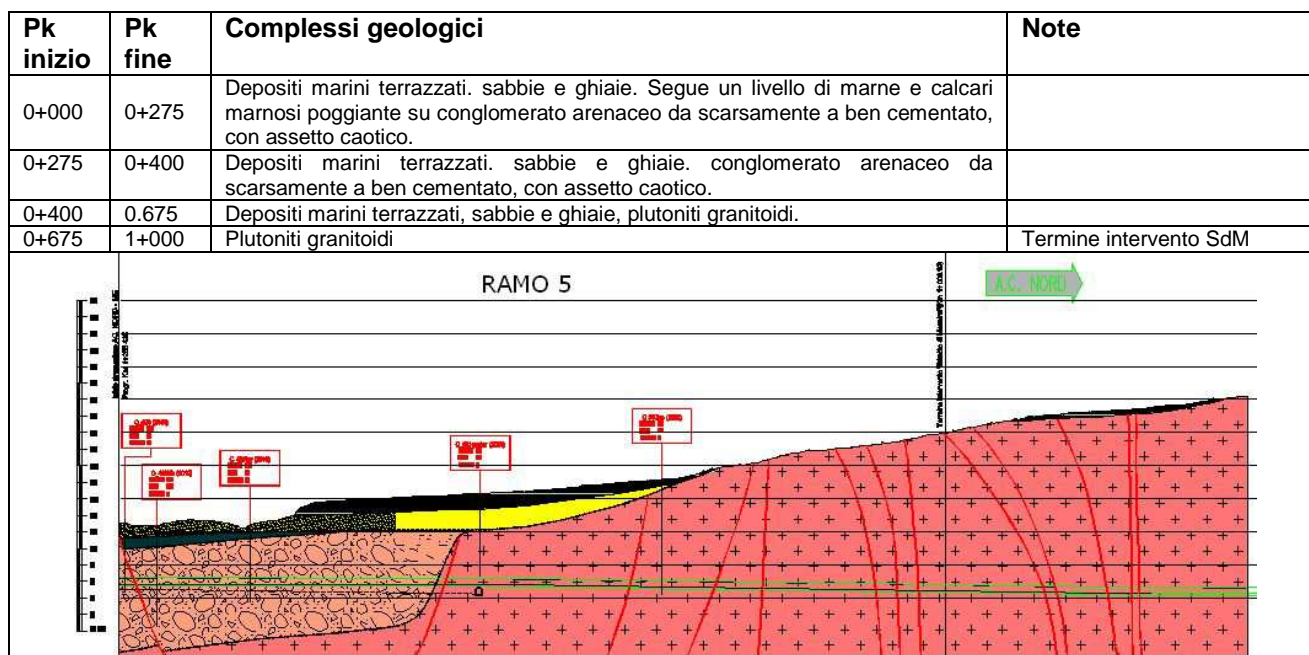 Pk inizio
Pk fine
Complessi geologici
Note
0+000
0+275
Depositi marini terrazzati. sabbie e ghiaie. Segue un livello di marne e calcari
marnosi poggiante su conglomerato arenaceo da scarsamente a ben cementato,
con assetto caotico.
0+275
0+400
Depositi marini terrazzati. sabbie e ghiaie. conglomerato arenaceo da
scarsamente a ben cementato, con assetto caotico.
0+400
0.675
Depositi marini terrazzati, sabbie e ghiaie, plutoniti granitoidi.
0+675
1+000
Plutoniti granitoidi
Termine intervento SdM
RAMO 5
A.C. NORD